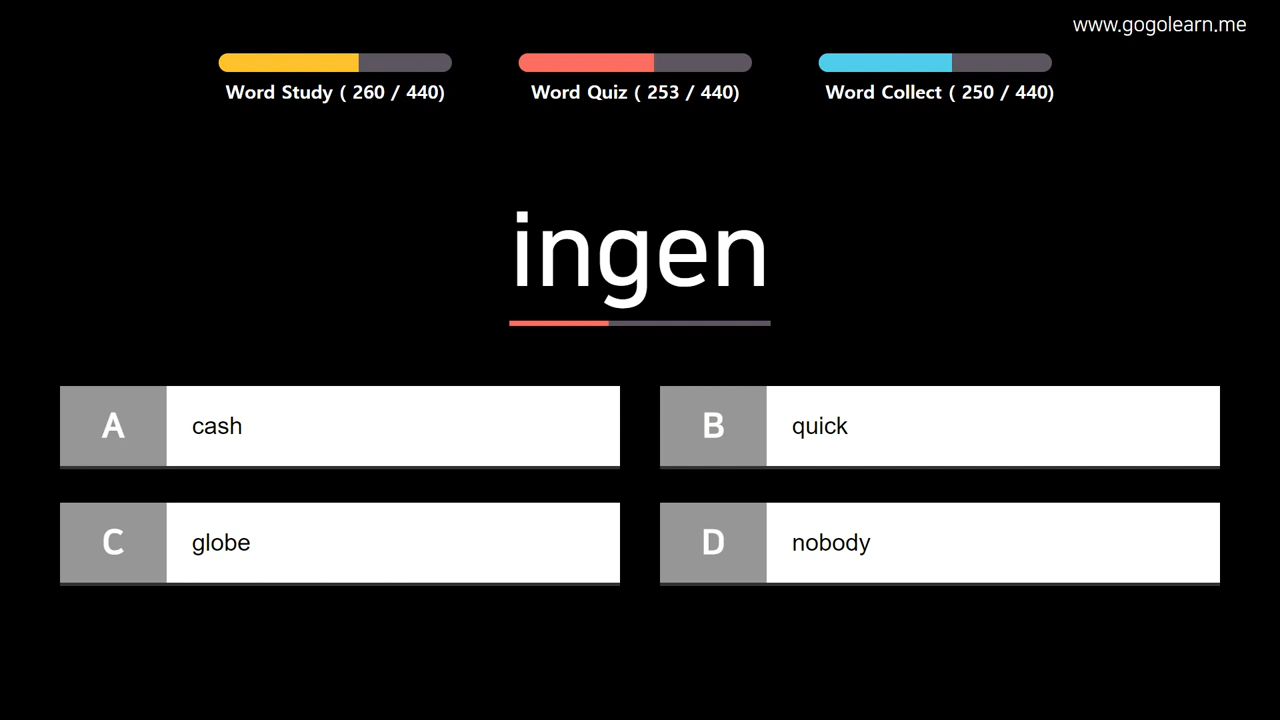 www.gogolearn.me
Word Study ( 260 / 440)
Word Quiz ( 253 / 440)
Word Collect ( 250 / 440)
ingen
A cash
B quick
C globe
D nobody